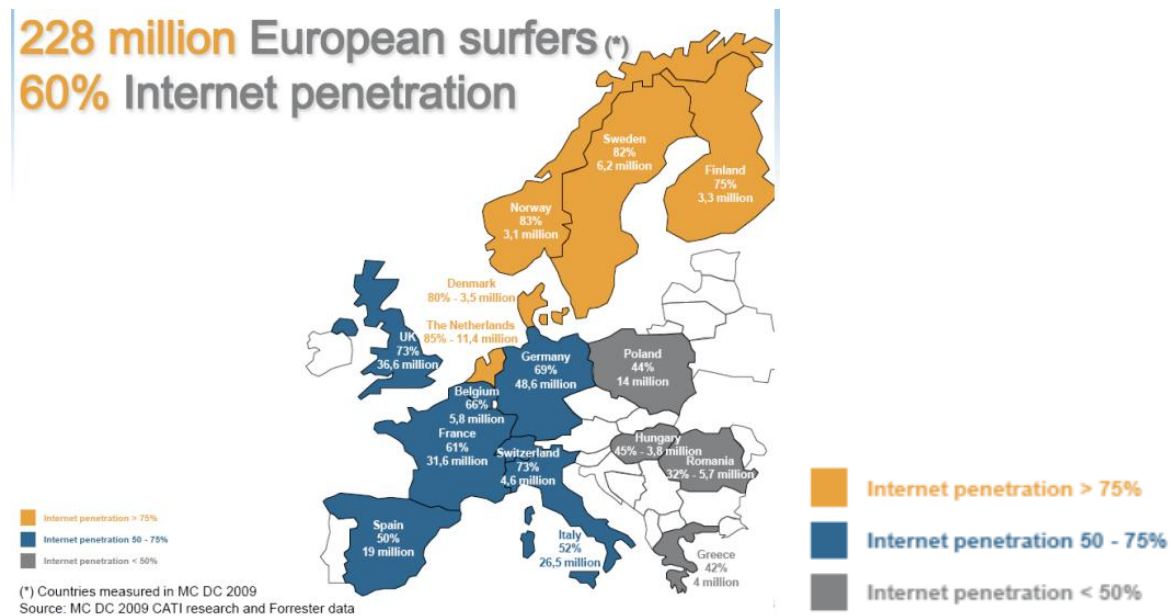 228 million European surfers (*)
60% Internet penetration
Sweden
82%
6,2 million
Finland
75%
3,3 million
Norway
83%
3,1 million
Denmark
80% - 3,5 million
The Netherlands
85% - 11,4 million
UK
73%
36,6 million
Germany
69%
48,6 million
Poland
44%
14 million
Belgium
66%
5,8 million
France
61%
31,6 million
Switzerland
73%
4,6 million
Hungary
45% - 3,8 million
Romania
32% - 5,7 million
Spain
50%
19 million
Italy
52%
26,5 million
Greece
42%
4 million
Internet penetration > 75%
Internet penetration 50 - 75%
Internet penetration < 50%
(*) Countries measured in MC DC 2009
Source: MC DC 2009 CATI research and Forrester data
Internet penetration > 75%
Internet penetration 50 - 75%
Internet penetration < 50%